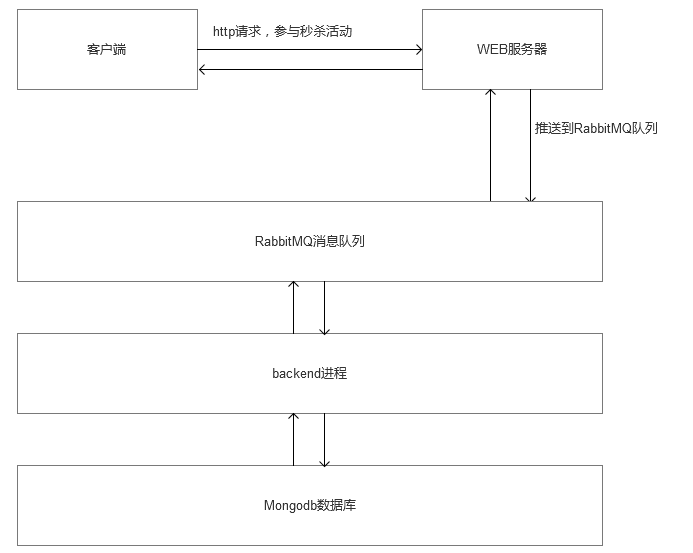 http请求，参与秒杀活动
客户端
WEB服务器
推送到RabbitMQ队列
RabbitMQ消息队列
backend进程
Mongodb数据库